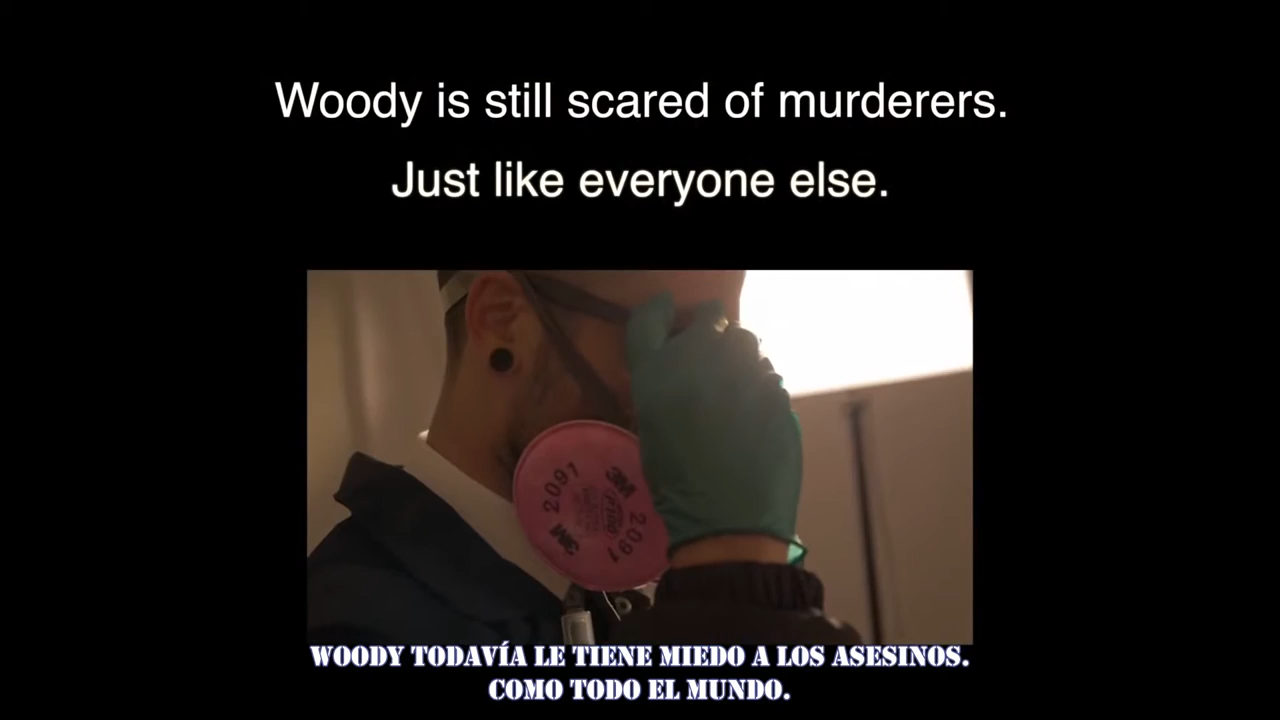 Woody is still scared of murderers.
Just like everyone else.
2091
3M
P100
2091
3M
WOODY TODAVÍA LE TIENE MIEDO A LOS ASESINOS.
COMO TODO EL MUNDO.